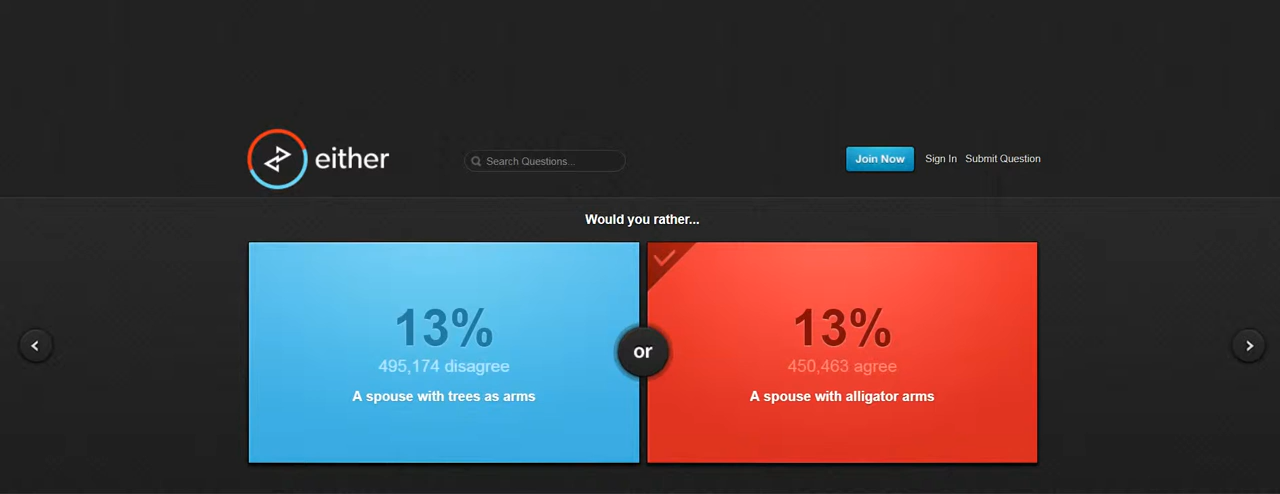 either
Search Questions...
Join Now
Sign In
Submit Question
Would you rather...
13%
495,174 disagree
A spouse with trees as arms
or
13%
450,463 agree
A spouse with alligator arms